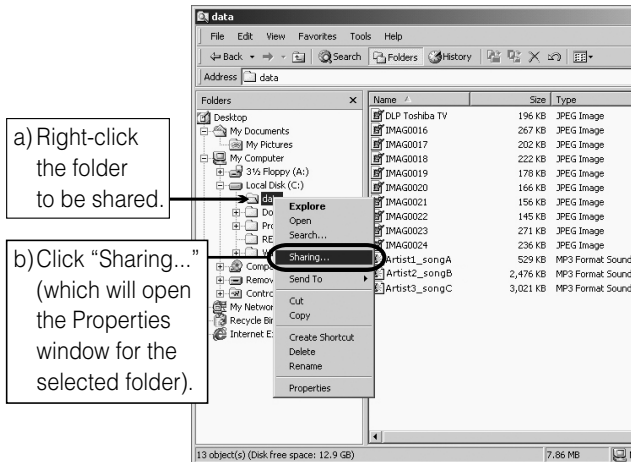 data
File Edit View Favorites Tools Help
Back Search Folders History
Address data
Folders
Desktop
My Documents
My Pictures
My Computer
3½ Floppy (A:)
Local Disk (C:)
Name Size Type
DLP Toshiba TV 196 KB JPEG Image
IMAG0016 267 KB JPEG Image
IMAG0017 202 KB JPEG Image
IMAG0018 222 KB JPEG Image
IMAG0019 178 KB JPEG Image
IMAG0020 166 KB JPEG Image
IMAG0021 156 KB JPEG Image
IMAG0022 145 KB JPEG Image
IMAG0023 271 KB JPEG Image
IMAG0024 236 KB JPEG Image
Artist1_songA 529 KB MP3 Format Sound
Artist2_songB 2,476 KB MP3 Format Sound
Artist3_songC 3,021 KB MP3 Format Sound
a) Right-click
the folder
to be shared.
Explore
Open
Search...
Sharing...
Send To
Cut
Copy
Create Shortcut
Delete
Rename
Properties
b) Click “Sharing...”
(which will open
the Properties
window for the
selected folder).
13 object(s) (Disk free space: 12.9 GB) 7.86 MB